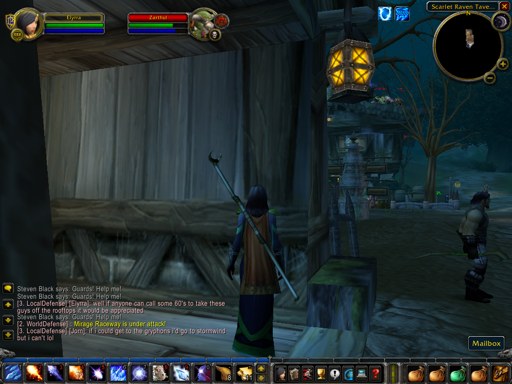 Elyrra
Zanthul
Scarlet Raven Tave...
N
Steven Black says: Guards! Help me!
Steven Black says: Guards! Help me!
[3. LocalDefense] [Elyrra]: well if anyone can call some 60's to take these
guys off the rooftops it would be appreciated
Steven Black says: Guards! Help me!
[2. WorldDefense] : Mirage Raceway is under attack!
[3. LocalDefense] [Jorn]: if I could get to the gryphons i'd go to stormwind
but i can't lol
Mailbox